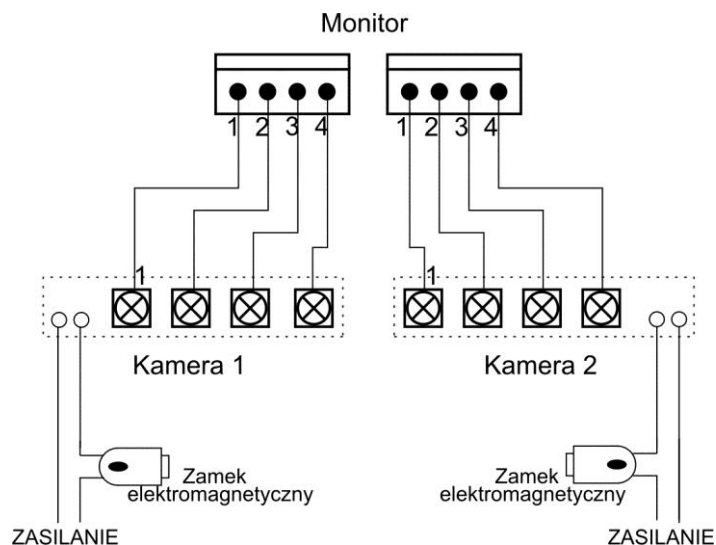 Monitor
1 2 3 4
1 2 3 4
1
1
Kamera 1
Kamera 2
Zamek
elektromagnetyczny
Zamek
elektromagnetyczny
ZASILANIE
ZASILANIE